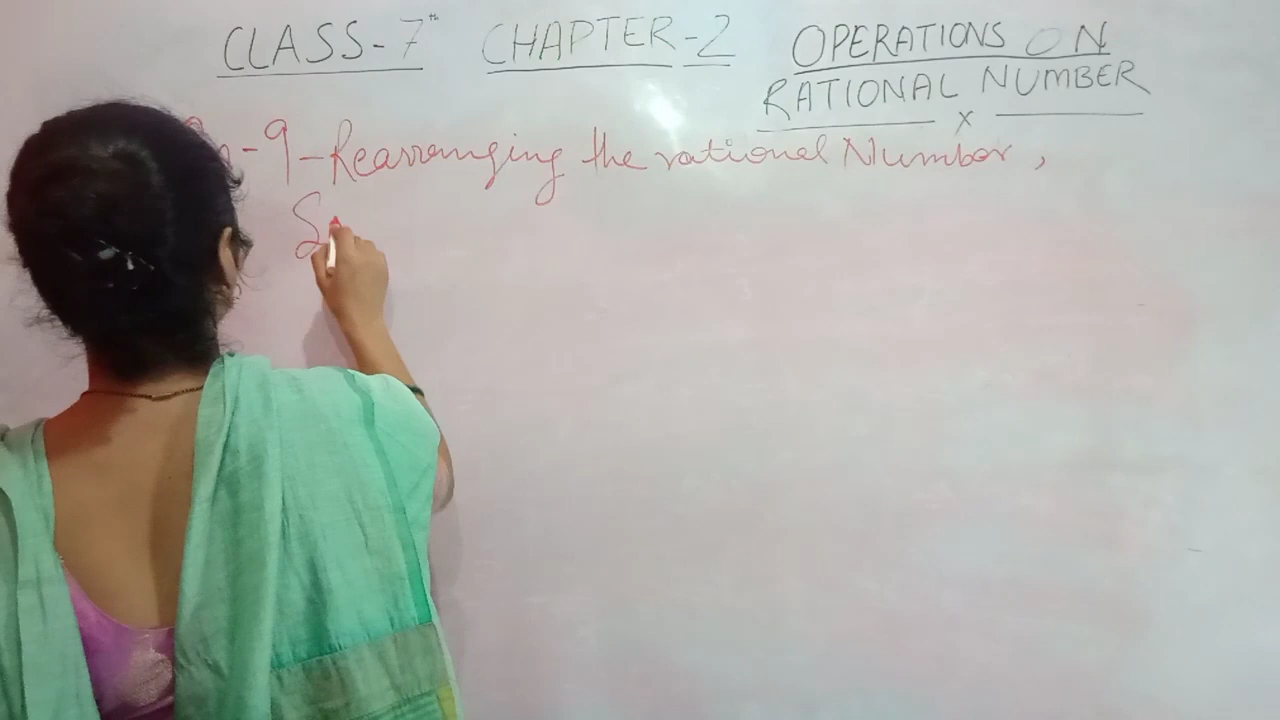 CLASS-7th CHAPTER-2 OPERATIONS ON
RATIONAL NUMBER
x
-9-Rearranging the rational Number,
S